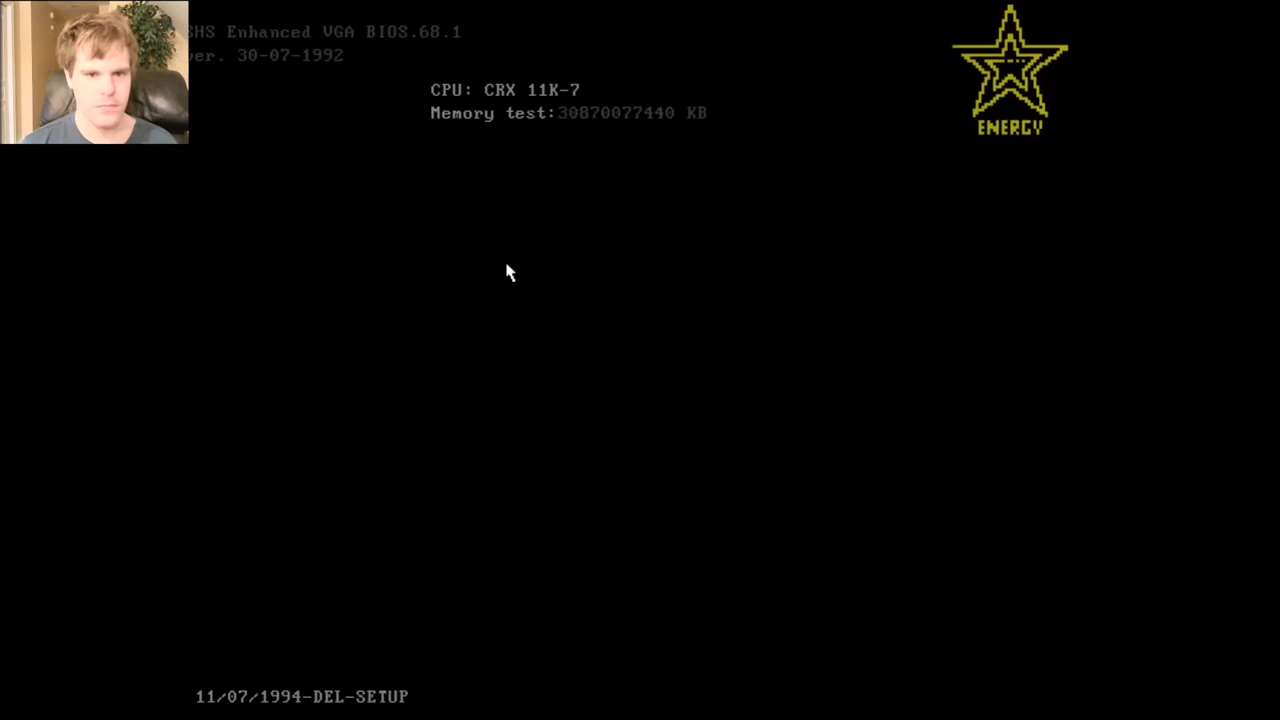 SHS Enhanced VGA BIOS.68.1
ver. 30-07-1992
CPU: CRX 11K-7
Memory test:30870077440 KB
ENERGY
11/07/1994-DEL-SETUP